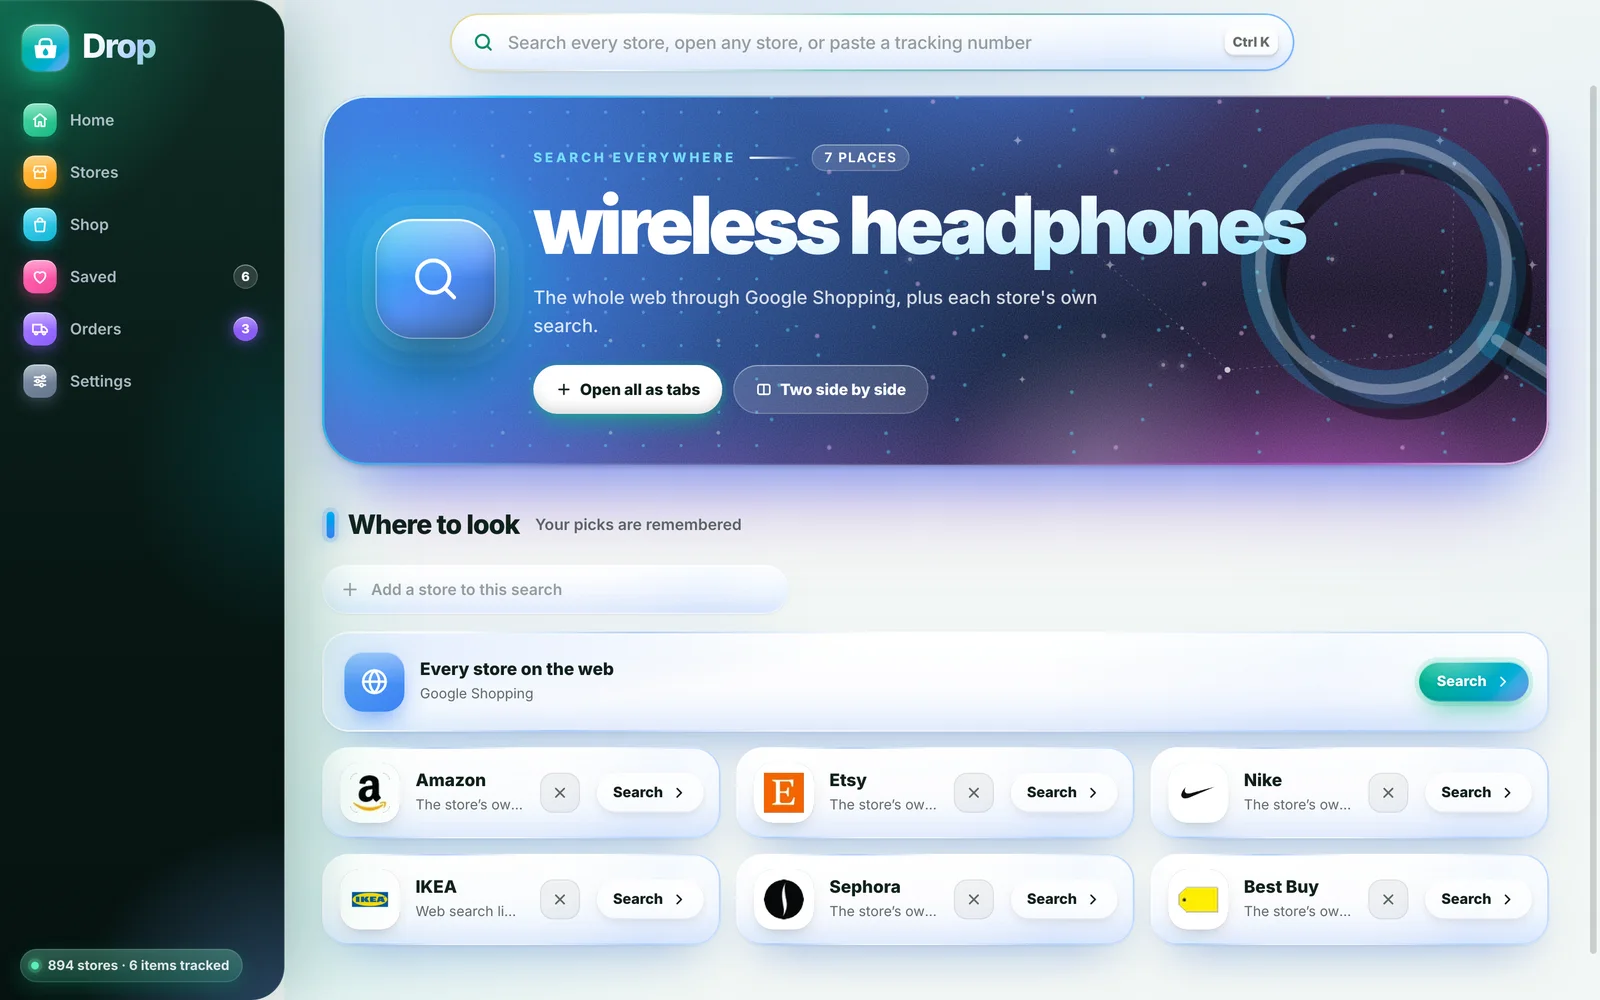 Drop
Home
Stores
Shop
Saved
6
Orders
3
Settings
894 stores · 6 items tracked
Search every store, open any store, or paste a tracking number
Ctrl K
SEARCH EVERYWHERE
7 PLACES
wireless headphones
The whole web through Google Shopping, plus each store's own
search.
Open all as tabs
Two side by side
Where to look
Your picks are remembered
Add a store to this search
Every store on the web
Google Shopping
Search
a
Amazon
The store’s ow...
Search
E
Etsy
The store’s ow...
Search
Nike
The store’s ow...
Search
IKEA
IKEA
Web search li...
Search
Sephora
The store’s ow...
Search
Best Buy
The store’s ow...
Search